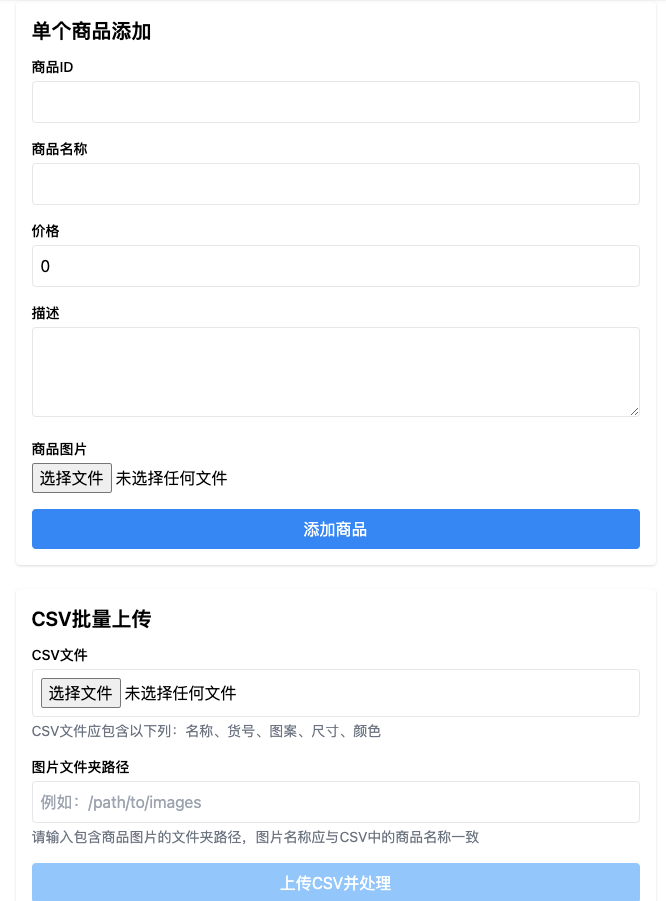 单个商品添加
商品ID
商品名称
价格
0
描述
商品图片
选择文件 未选择任何文件
添加商品
CSV批量上传
CSV文件
选择文件 未选择任何文件
CSV文件应包含以下列：名称、货号、图案、尺寸、颜色
图片文件夹路径
例如：/path/to/images
请输入包含商品图片的文件夹路径，图片名称应与CSV中的商品名称一致
上传CSV并处理